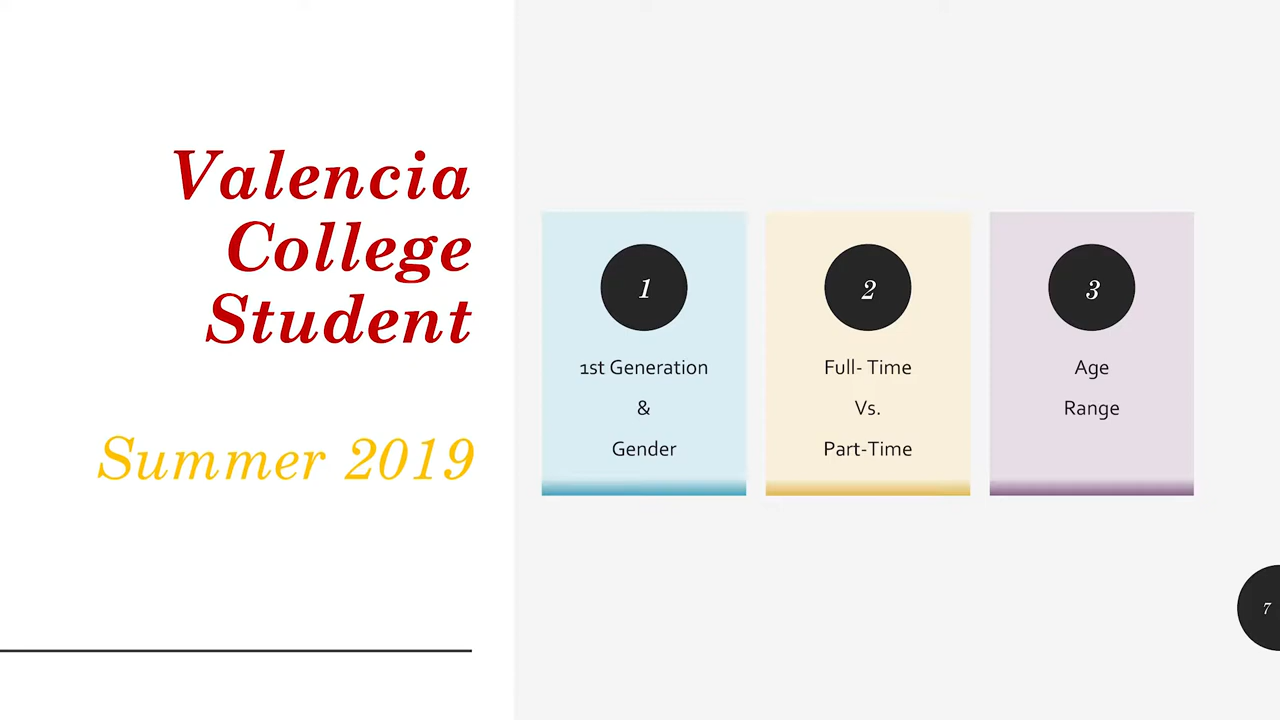 Valencia
College
Student
Summer 2019
1
1st Generation
&
Gender
2
Full- Time
Vs.
Part-Time
3
Age
Range
7